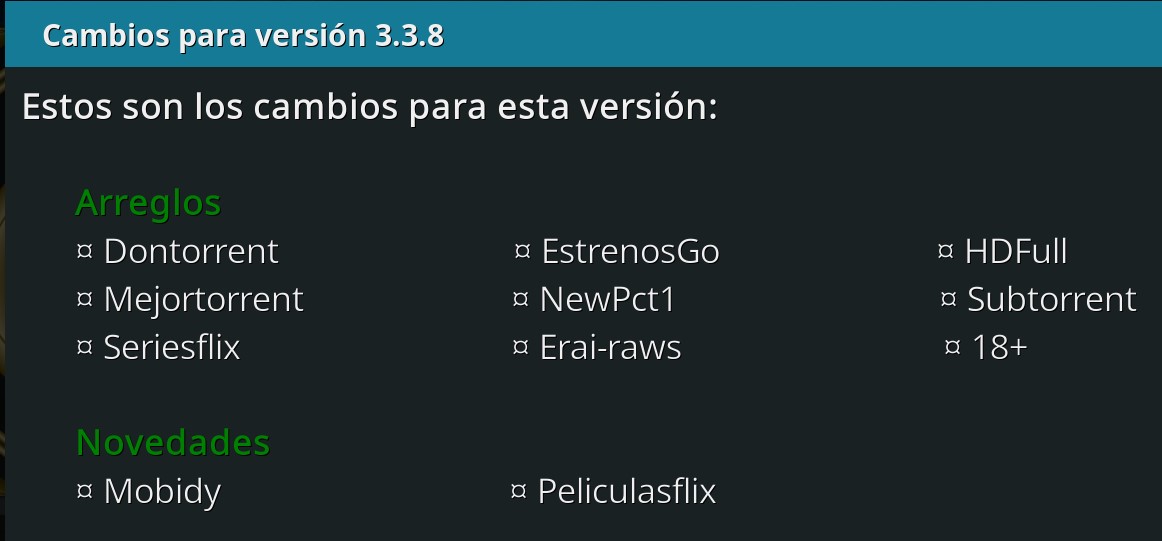 Cambios para versión 3.3.8
Estos son los cambios para esta versión:
Arreglos
¤ Dontorrent ¤ EstrenosGo ¤ HDFull
¤ Mejortorrent ¤ NewPct1 ¤ Subtorrent
¤ Seriesflix ¤ Erai-raws ¤ 18+
Novedades
¤ Mobidy ¤ Peliculasflix